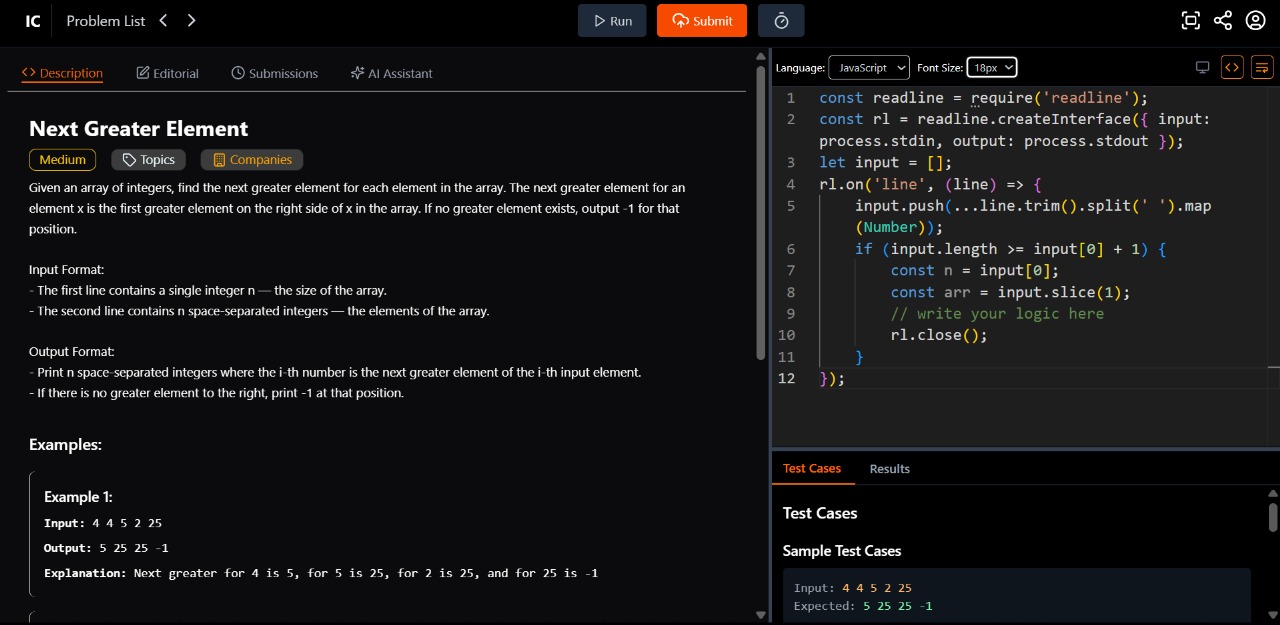 IC Problem List Run Submit
Description Editorial Submissions AI Assistant
Next Greater Element
Medium Topics Companies
Given an array of integers, find the next greater element for each element in the array. The next greater element for an
element x is the first greater element on the right side of x in the array. If no greater element exists, output -1 for that
position.
Input Format:
- The first line contains a single integer n — the size of the array.
- The second line contains n space-separated integers — the elements of the array.
Output Format:
- Print n space-separated integers where the i-th number is the next greater element of the i-th input element.
- If there is no greater element to the right, print -1 at that position.
Examples:
Example 1:
Input: 4 4 5 2 25
Output: 5 25 25 -1
Explanation: Next greater for 4 is 5, for 5 is 25, for 2 is 25, and for 25 is -1
Language: JavaScript Font Size: 18px
1 const readline = require('readline');
2 const rl = readline.createInterface({ input:
process.stdin, output: process.stdout });
3 let input = [];
4 rl.on('line', (line) => {
5 input.push(...line.trim().split(' ').map
(Number));
6 if (input.length >= input[0] + 1) {
7 const n = input[0];
8 const arr = input.slice(1);
9 // write your logic here
10 rl.close();
11 }
12 });
Test Cases Results
Test Cases
Sample Test Cases
Input: 4 4 5 2 25
Expected: 5 25 25 -1